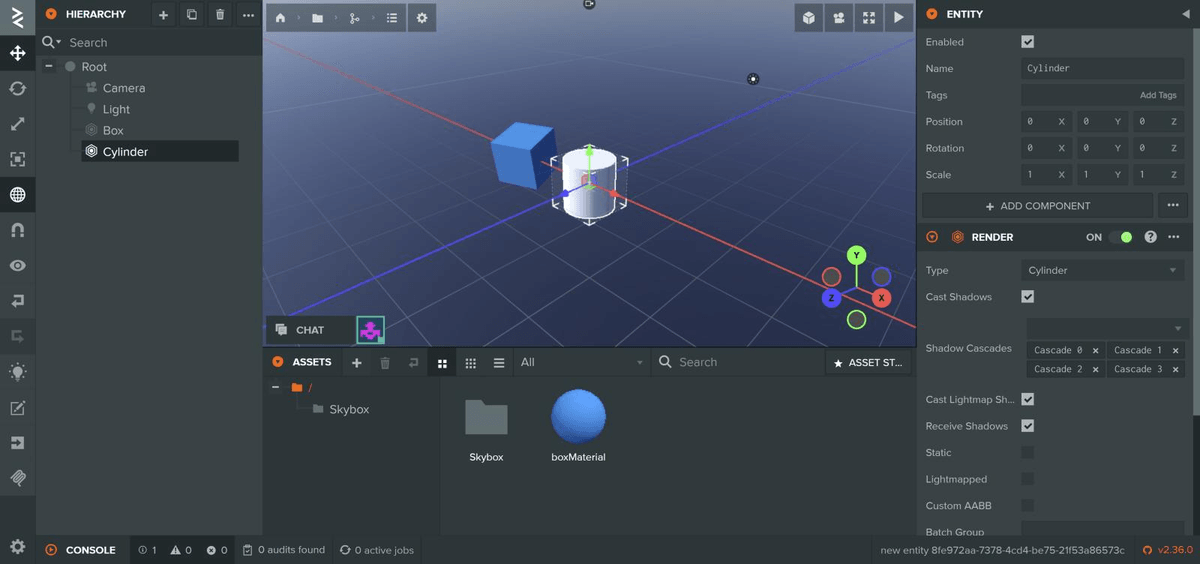 HIERARCHY
Search
Root
Camera
Light
Box
Cylinder
Y
Z
X
CHAT
ASSETS
All
Search
ASSET ST...
/
Skybox
Skybox
boxMaterial
ENTITY
Enabled
Name Cylinder
Tags Add Tags
Position 0 X 0 Y 0 Z
Rotation 0 X 0 Y 0 Z
Scale 1 X 1 Y 1 Z
ADD COMPONENT
RENDER ON
Type Cylinder
Cast Shadows
Shadow Cascades
Cascade 0 Cascade 1
Cascade 2 Cascade 3
Cast Lightmap Sh...
Receive Shadows
Static
Lightmapped
Custom AABB
Batch Group
CONSOLE 1 0 0 0 audits found 0 active jobs new entity 8fe972aa-7378-4cd4-be75-21f53a86573c v2.36.0